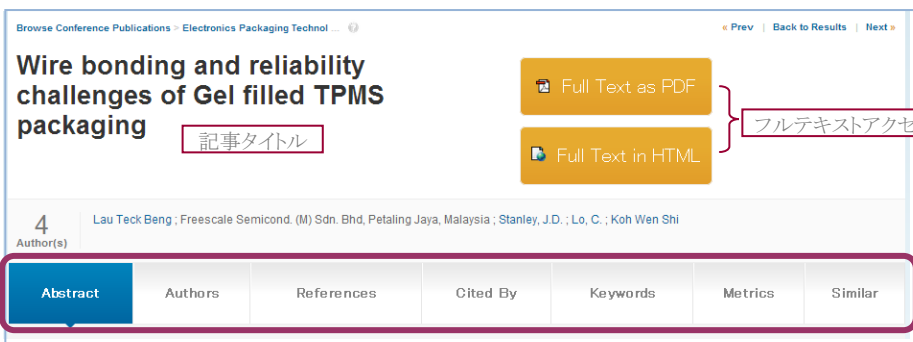 Browse Conference Publications > Electronics Packaging Technol ...
« Prev | Back to Results | Next »
Wire bonding and reliability
challenges of Gel filled TPMS
packaging
記事タイトル
Full Text as PDF
Full Text in HTML
フルテキストアクセ
4
Author(s)
Lau Teck Beng ; Freescale Semicond. (M) Sdn. Bhd, Petaling Jaya, Malaysia ; Stanley, J.D. ; Lo, C. ; Koh Wen Shi
Abstract Authors References Cited By Keywords Metrics Similar